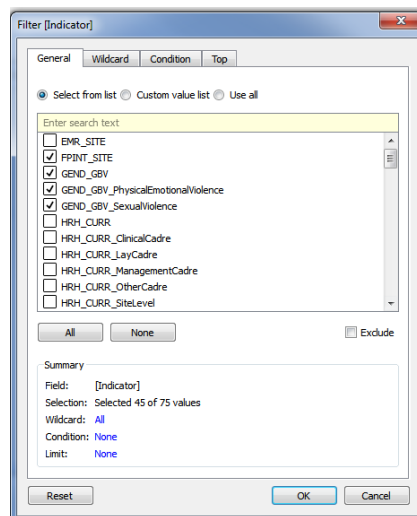 Filter [Indicator]
General Wildcard Condition Top
Select from list Custom value list Use all
Enter search text
EMR_SITE
FPINT_SITE
GEND_GBV
GEND_GBV_PhysicalEmotionalViolence
GEND_GBV_SexualViolence
HRH_CURR
HRH_CURR_ClinicalCadre
HRH_CURR_LayCadre
HRH_CURR_ManagementCadre
HRH_CURR_OtherCadre
HRH_CURR_SiteLevel
All None Exclude
Summary
Field: [Indicator]
Selection: Selected 45 of 75 values
Wildcard: All
Condition: None
Limit: None
Reset OK Cancel